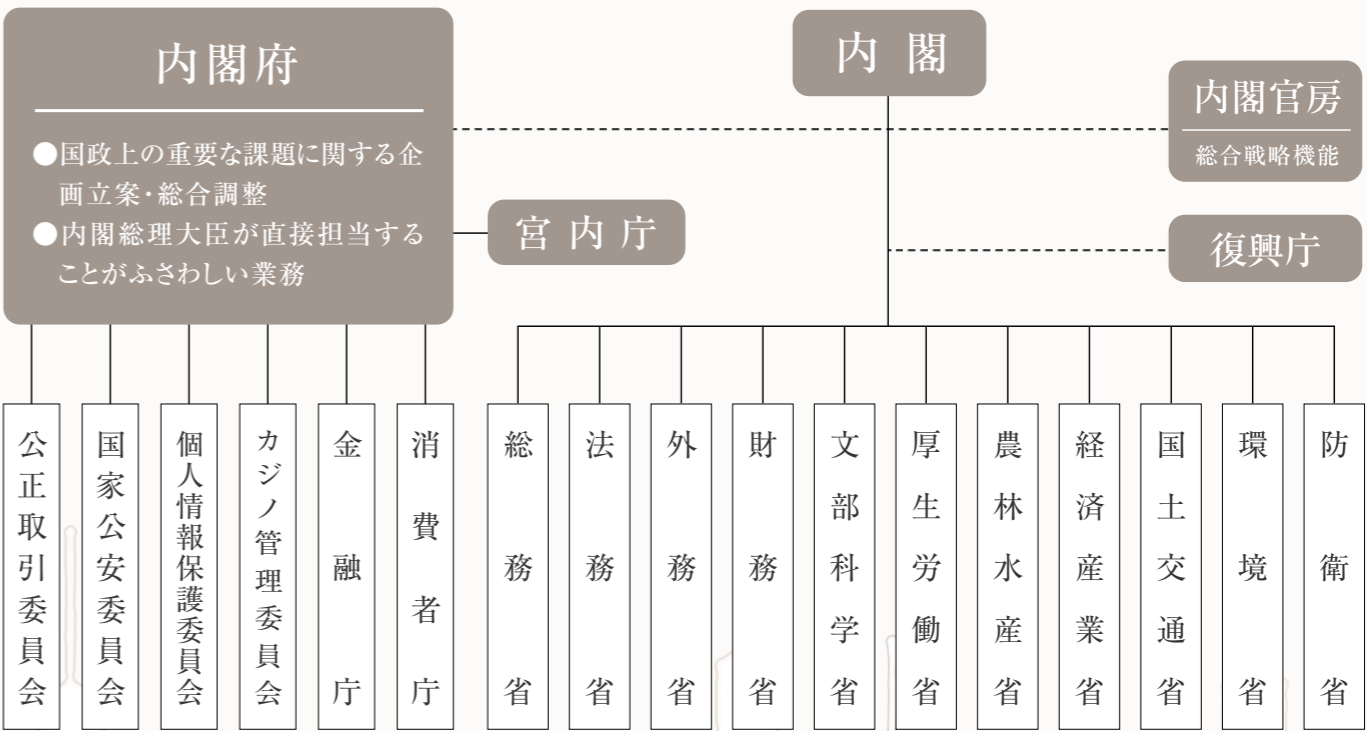 内閣府
●国政上の重要な課題に関する企
画立案・総合調整
●内閣総理大臣が直接担当する
ことがふさわしい業務
内閣
内閣官房
総合戦略機能
宮内庁
復興庁
公正取引委員会
国家公安委員会
個人情報保護委員会
カジノ管理委員会
金融庁
消費者庁
総務省
法務省
外務省
財務省
文部科学省
厚生労働省
農林水産省
経済産業省
国土交通省
環境省
防衛省